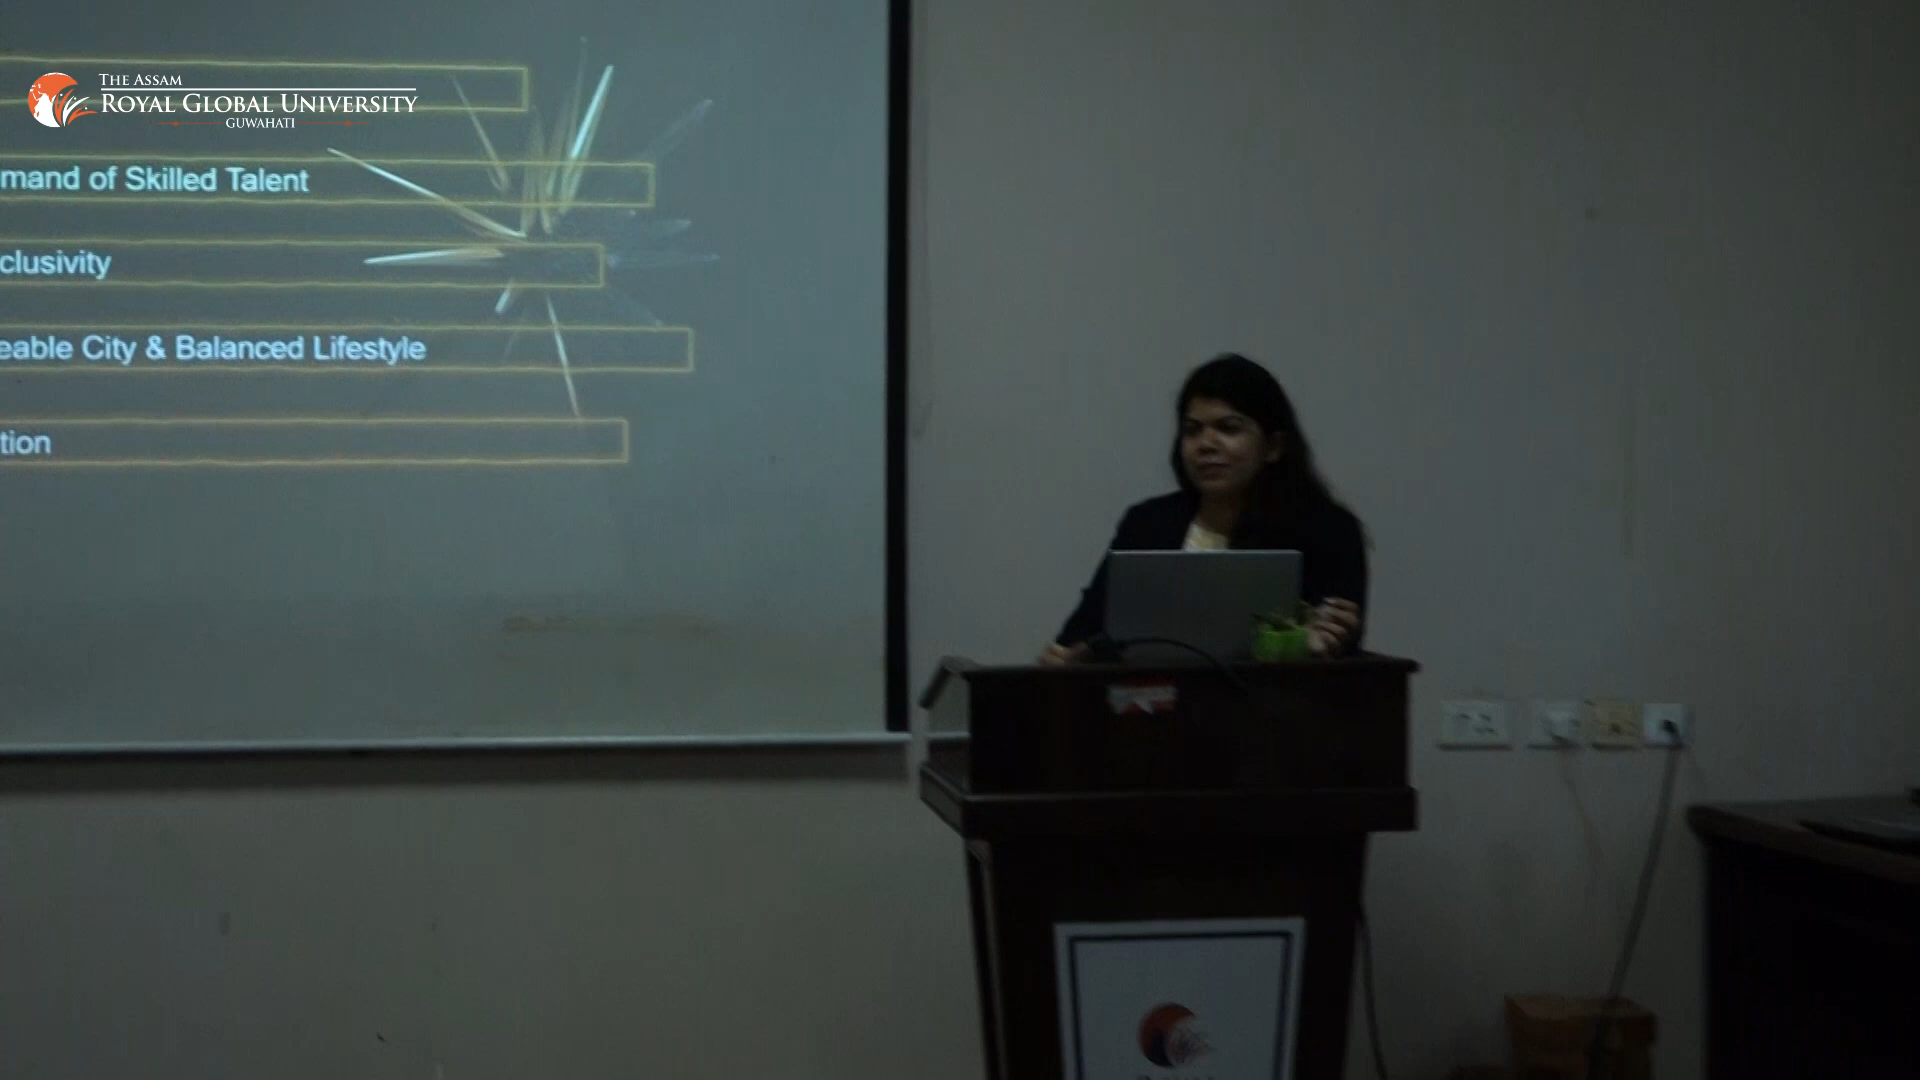 THE ASSAM
ROYAL GLOBAL UNIVERSITY
GUWAHATI
mand of Skilled Talent
clusivity
eable City & Balanced Lifestyle
tion